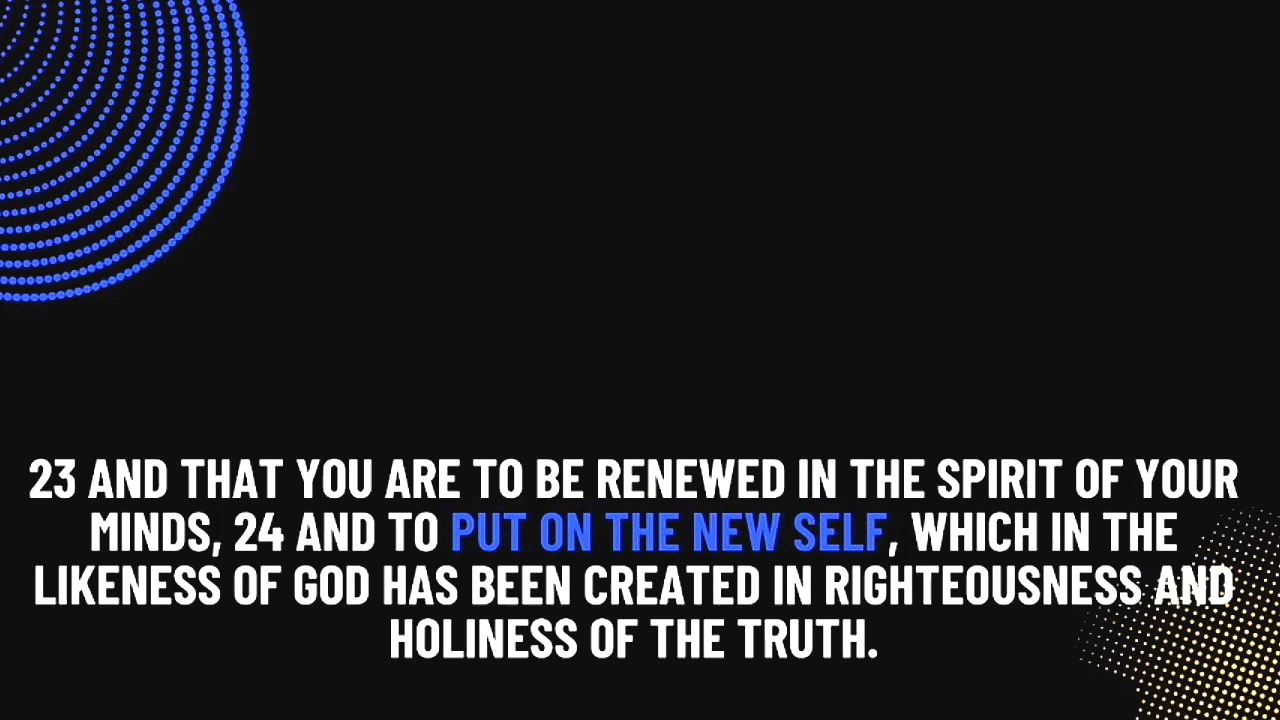 23 AND THAT YOU ARE TO BE RENEWED IN THE SPIRIT OF YOUR
MINDS, 24 AND TO PUT ON THE NEW SELF, WHICH IN THE
LIKENESS OF GOD HAS BEEN CREATED IN RIGHTEOUSNESS AND
HOLINESS OF THE TRUTH.